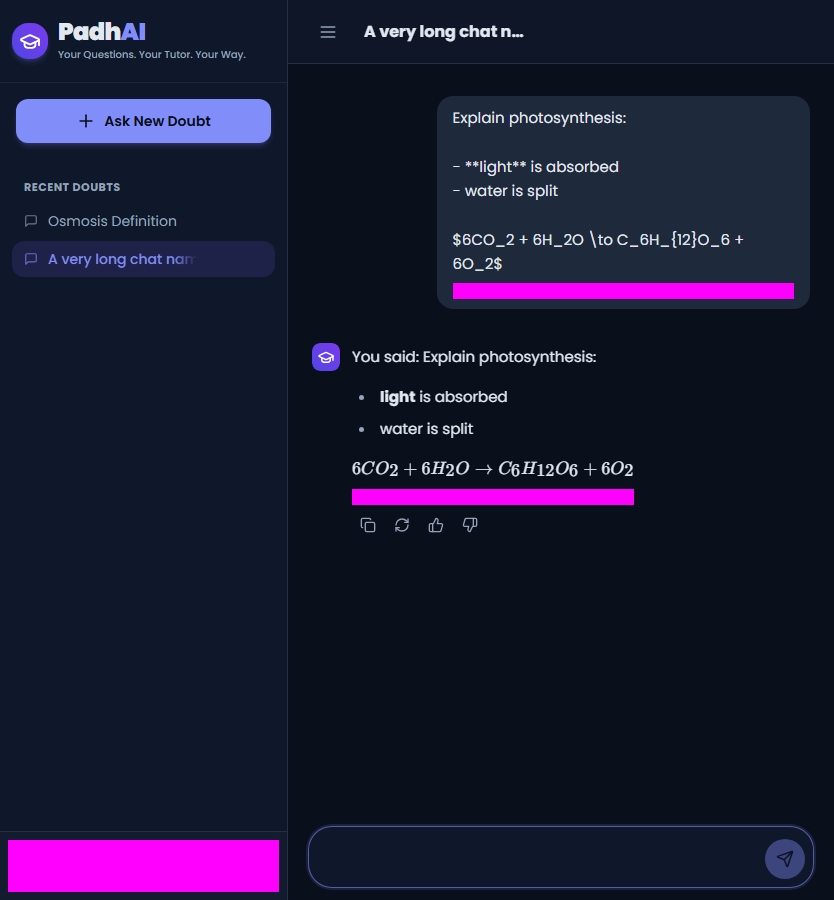 PadhAI
Your Questions. Your Tutor. Your Way.
Ask New Doubt
RECENT DOUBTS
Osmosis Definition
A very long chat nam
A very long chat n...
Explain photosynthesis:
- **light** is absorbed
- water is split
$6CO_2 + 6H_2O \to C_6H_{12}O_6 +
6O_2$
You said: Explain photosynthesis:
• light is absorbed
• water is split
6CO2 + 6H2O → C6H12O6 + 6O2